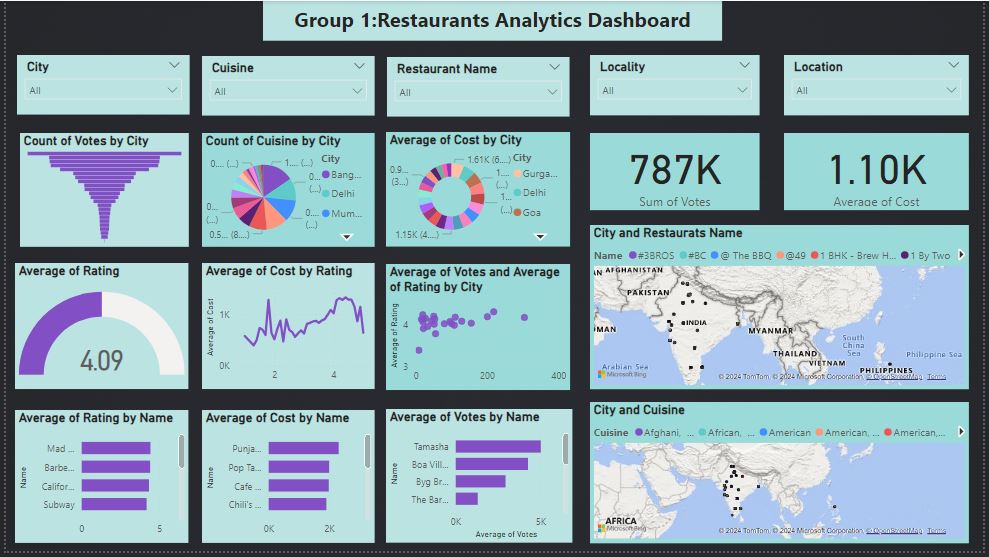 Group 1:Restaurants Analytics Dashboard
City
All
Cuisine
All
Restaurant Name
All
Locality
All
Location
All
Count of Votes by City
Count of Cuisine by City
0.... (...)
1.... (...)
0...
(...)
0...
(...)
0...
(...)
0.5... (8....)
City
Bang...
Delhi
Mum...
Average of Cost by City
1.61K (6....)
0.9...
(3...)
1...
(...)
1...
(...)
1.15K (4....)
City
Gurga...
Delhi
Goa
787K
Sum of Votes
1.10K
Average of Cost
City and Restaurats Name
Name #3BROS #BC @ The BBQ @49 1 BHK - Brew H... 1 By Two
AFGHANISTAN
PAKISTAN
INDIA
MAN
MYANMAR
THAILAND
VIETNAM
South
China
Sea
Philippine Sea
PHILIPPINES
Arabian Sea
Microsoft Bing
© 2024 TomTom, © 2024 Microsoft Corporation, © OpenStreetMap Terms
Average of Rating
4.09
Average of Cost by Rating
Average of Cost
1K
0K
2
4
Average of Votes and Average
of Rating by City
Average of Rating
4
3
0
200
400
Average of Rating by Name
Name
Mad ...
Barbe...
Califor...
Subway
0
5
Average of Cost by Name
Name
Punja...
Pop Ta...
Cafe ...
Chili's ...
0K
2K
Average of Votes by Name
Name
Tamasha
Boa Vill...
Byg Br...
The Bar...
0K
5K
Average of Votes
City and Cuisine
Cuisine Afghani, ... African, ... American American, ... American,...
AFRICA
Microsoft Bing
© 2024 TomTom, © 2024 Microsoft Corporation, © OpenStreetMap Terms